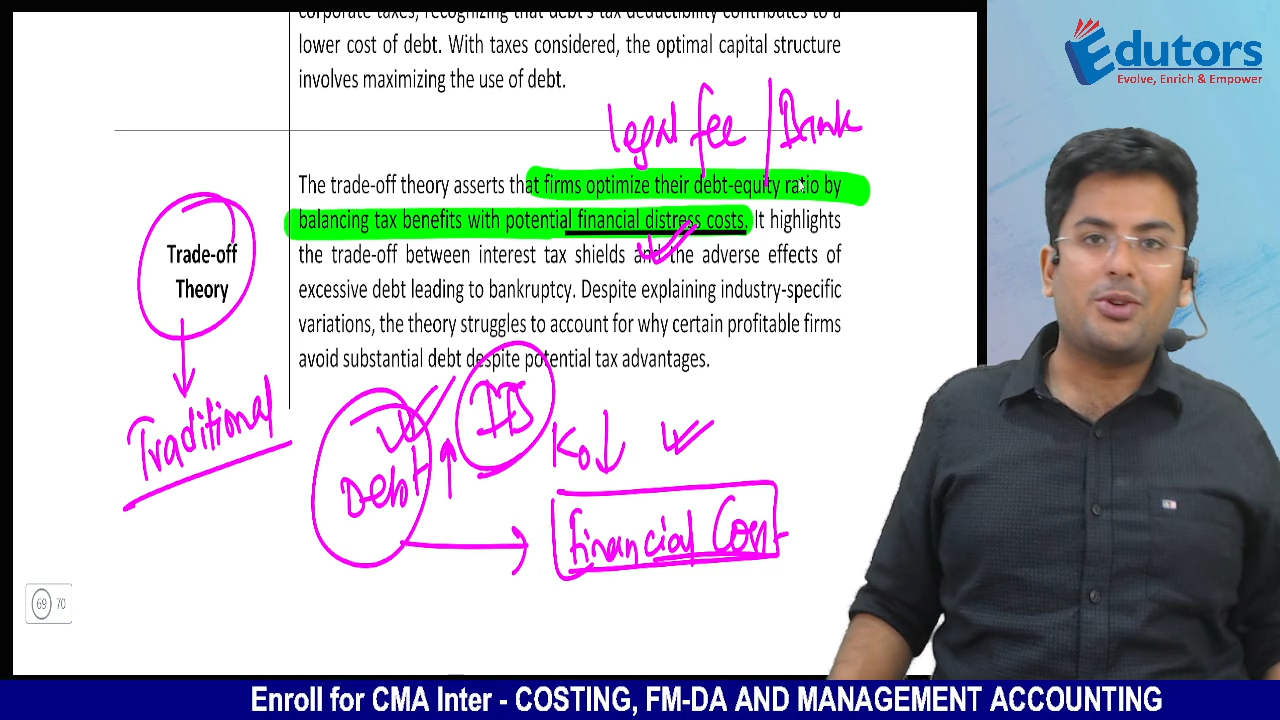 corporate taxes, recognizing that debt's tax deductibility contributes to a
lower cost of debt. With taxes considered, the optimal capital structure
involves maximizing the use of debt.
Edutors
Evolve, Enrich & Empower
legal fee / Bank
The trade-off theory asserts that firms optimize their debt-equity ratio by
balancing tax benefits with potential financial distress costs. It highlights
the trade-off between interest tax shields and the adverse effects of
excessive debt leading to bankruptcy. Despite explaining industry-specific
variations, the theory struggles to account for why certain profitable firms
avoid substantial debt despite potential tax advantages.
Trade-off
Theory
Traditional
Debt ↑
ITS
Ko ↓
Financial Cost
69 70
Enroll for CMA Inter - COSTING, FM-DA AND MANAGEMENT ACCOUNTING